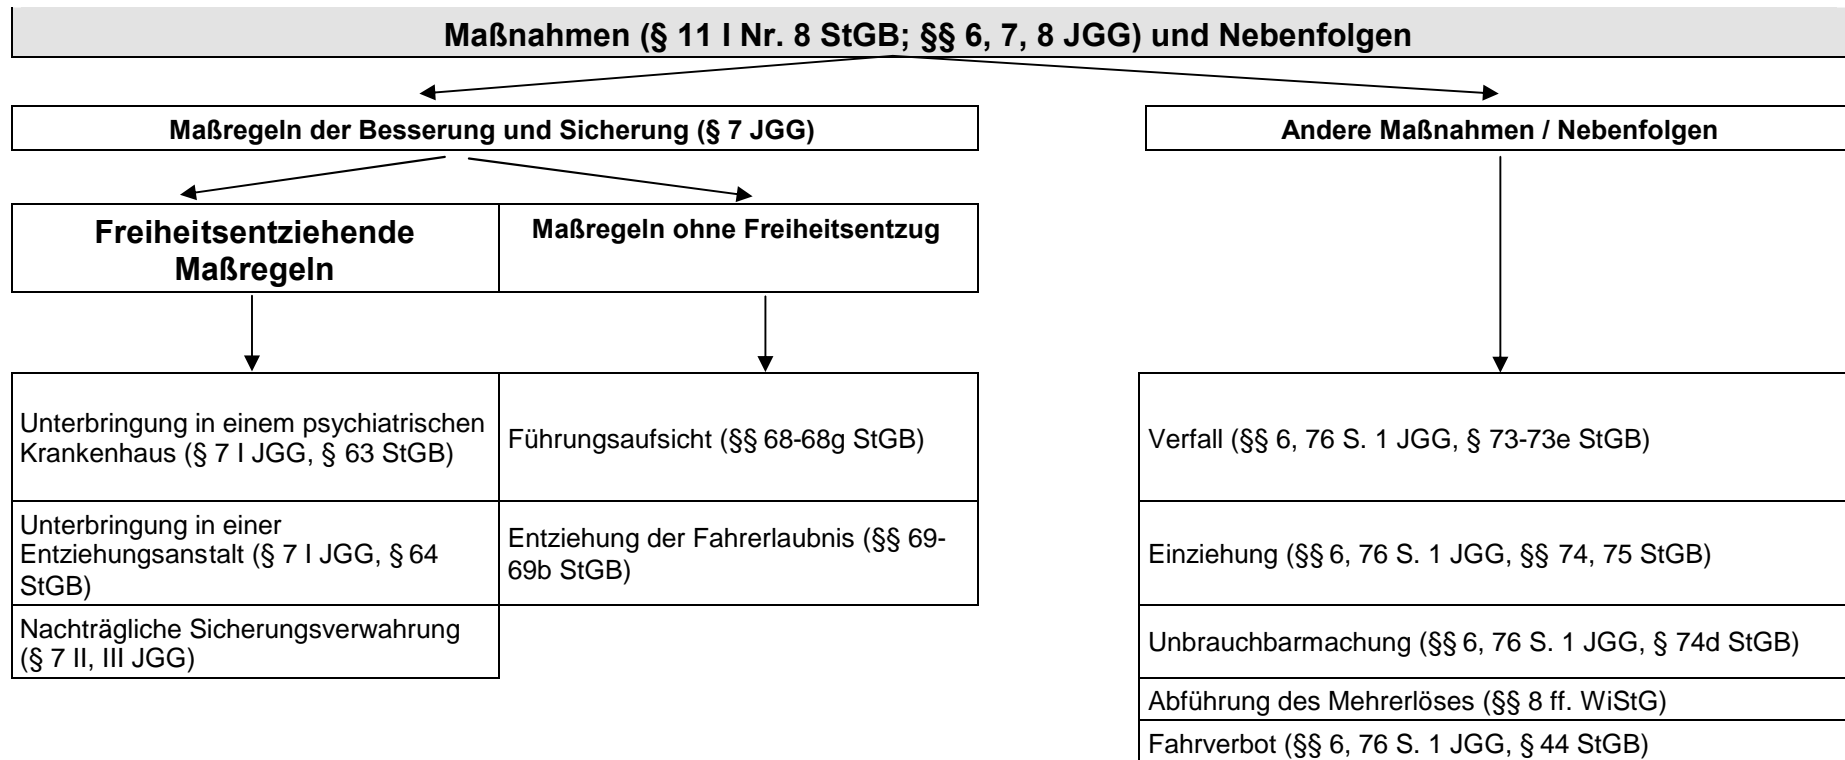 Maßnahmen (§ 11 I Nr. 8 StGB; §§ 6, 7, 8 JGG) und Nebenfolgen
Maßregeln der Besserung und Sicherung (§ 7 JGG)
Andere Maßnahmen / Nebenfolgen
Freiheitsentziehende
Maßregeln
Maßregeln ohne Freiheitsentzug
Unterbringung in einem psychiatrischen
Krankenhaus (§ 7 I JGG, § 63 StGB)
Führungsaufsicht (§§ 68-68g StGB)
Verfall (§§ 6, 76 S. 1 JGG, § 73-73e StGB)
Unterbringung in einer
Entziehungsanstalt (§ 7 I JGG, § 64
StGB)
Entziehung der Fahrerlaubnis (§§ 69-
69b StGB)
Einziehung (§§ 6, 76 S. 1 JGG, §§ 74, 75 StGB)
Nachträgliche Sicherungsverwahrung
(§ 7 II, III JGG)
Unbrauchbarmachung (§§ 6, 76 S. 1 JGG, § 74d StGB)
Abführung des Mehrerlöses (§§ 8 ff. WiStG)
Fahrverbot (§§ 6, 76 S. 1 JGG, § 44 StGB)